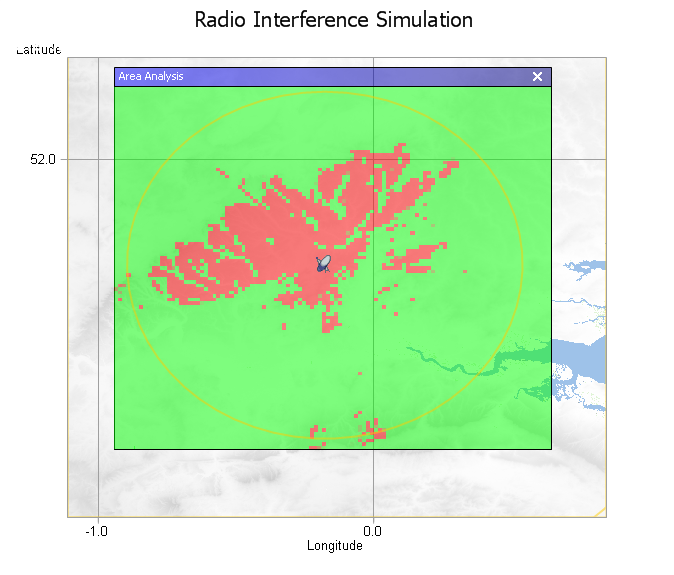 Radio Interference Simulation
Latitude
Area Analysis
52.0
-1.0
0.0
Longitude